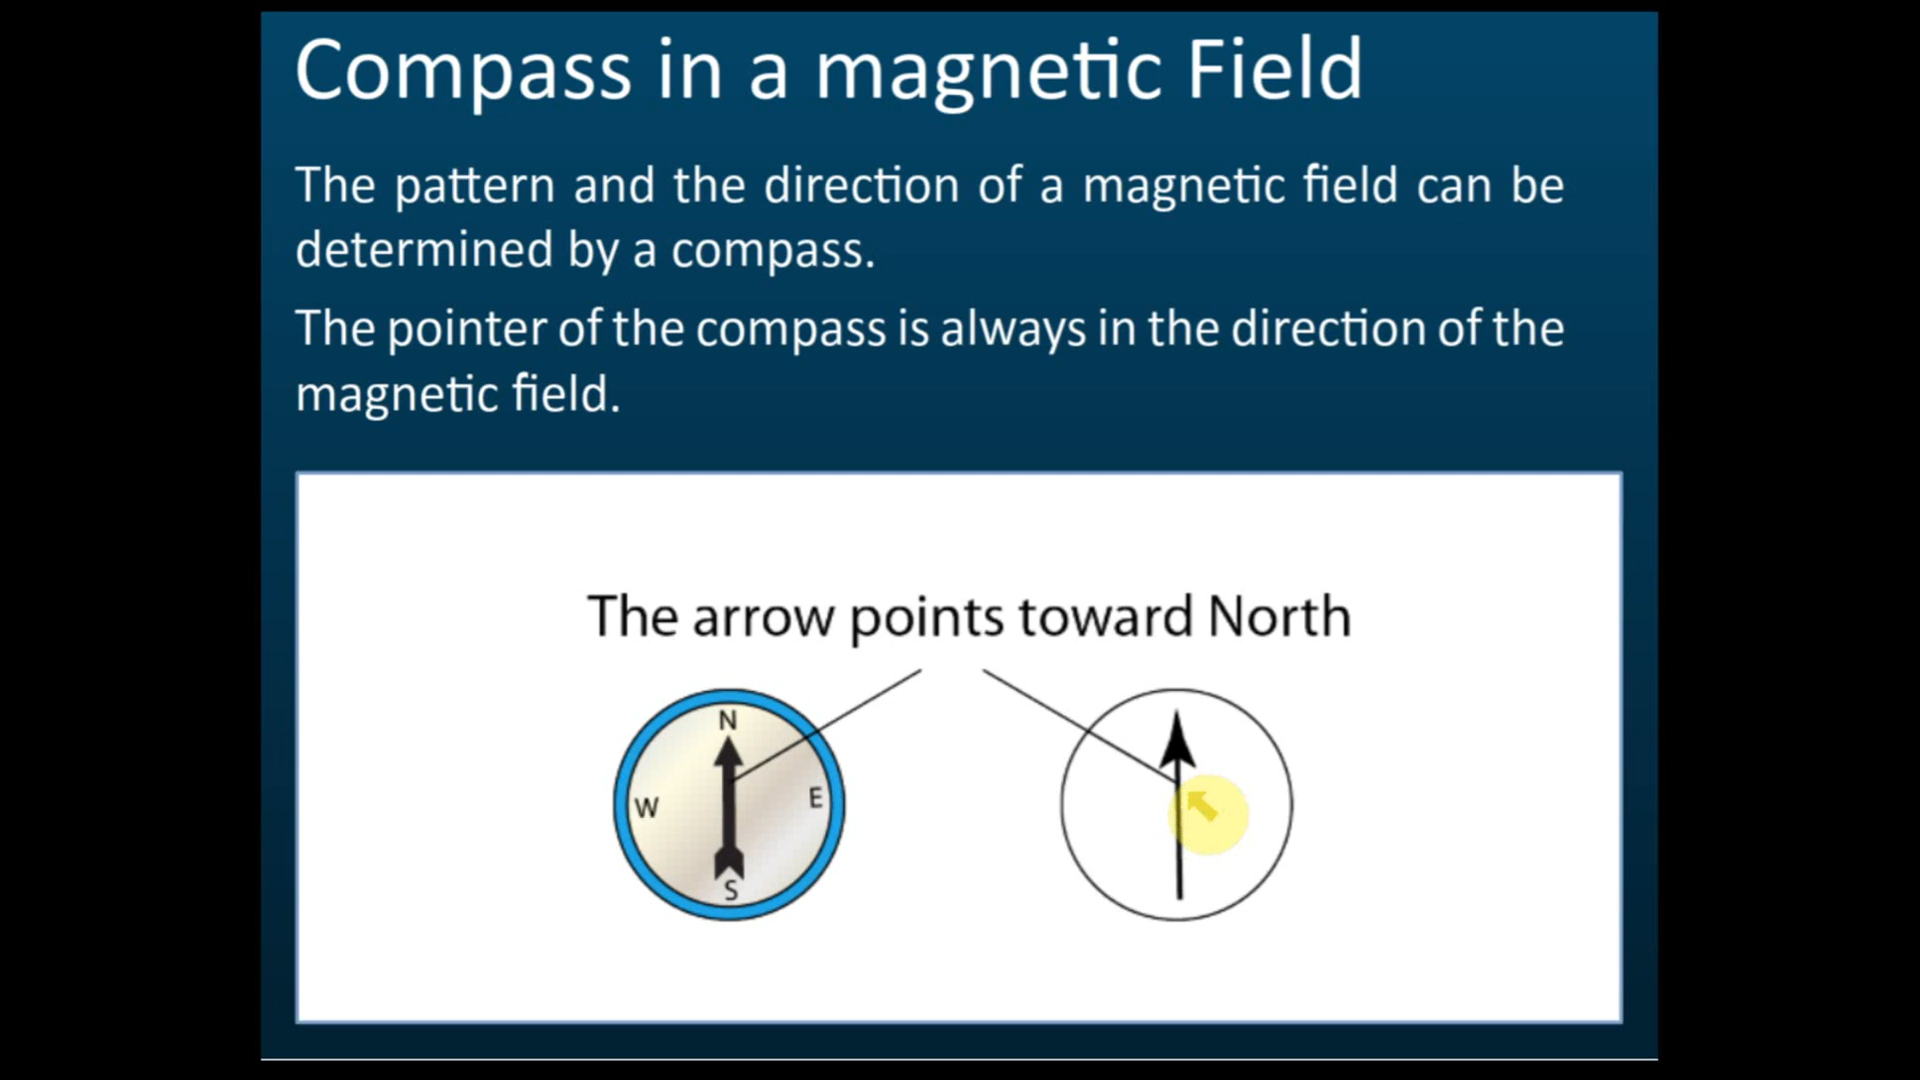 Compass in a magnetic Field
The pattern and the direction of a magnetic field can be
determined by a compass.
The pointer of the compass is always in the direction of the
magnetic field.
The arrow points toward North
N
W
E
S